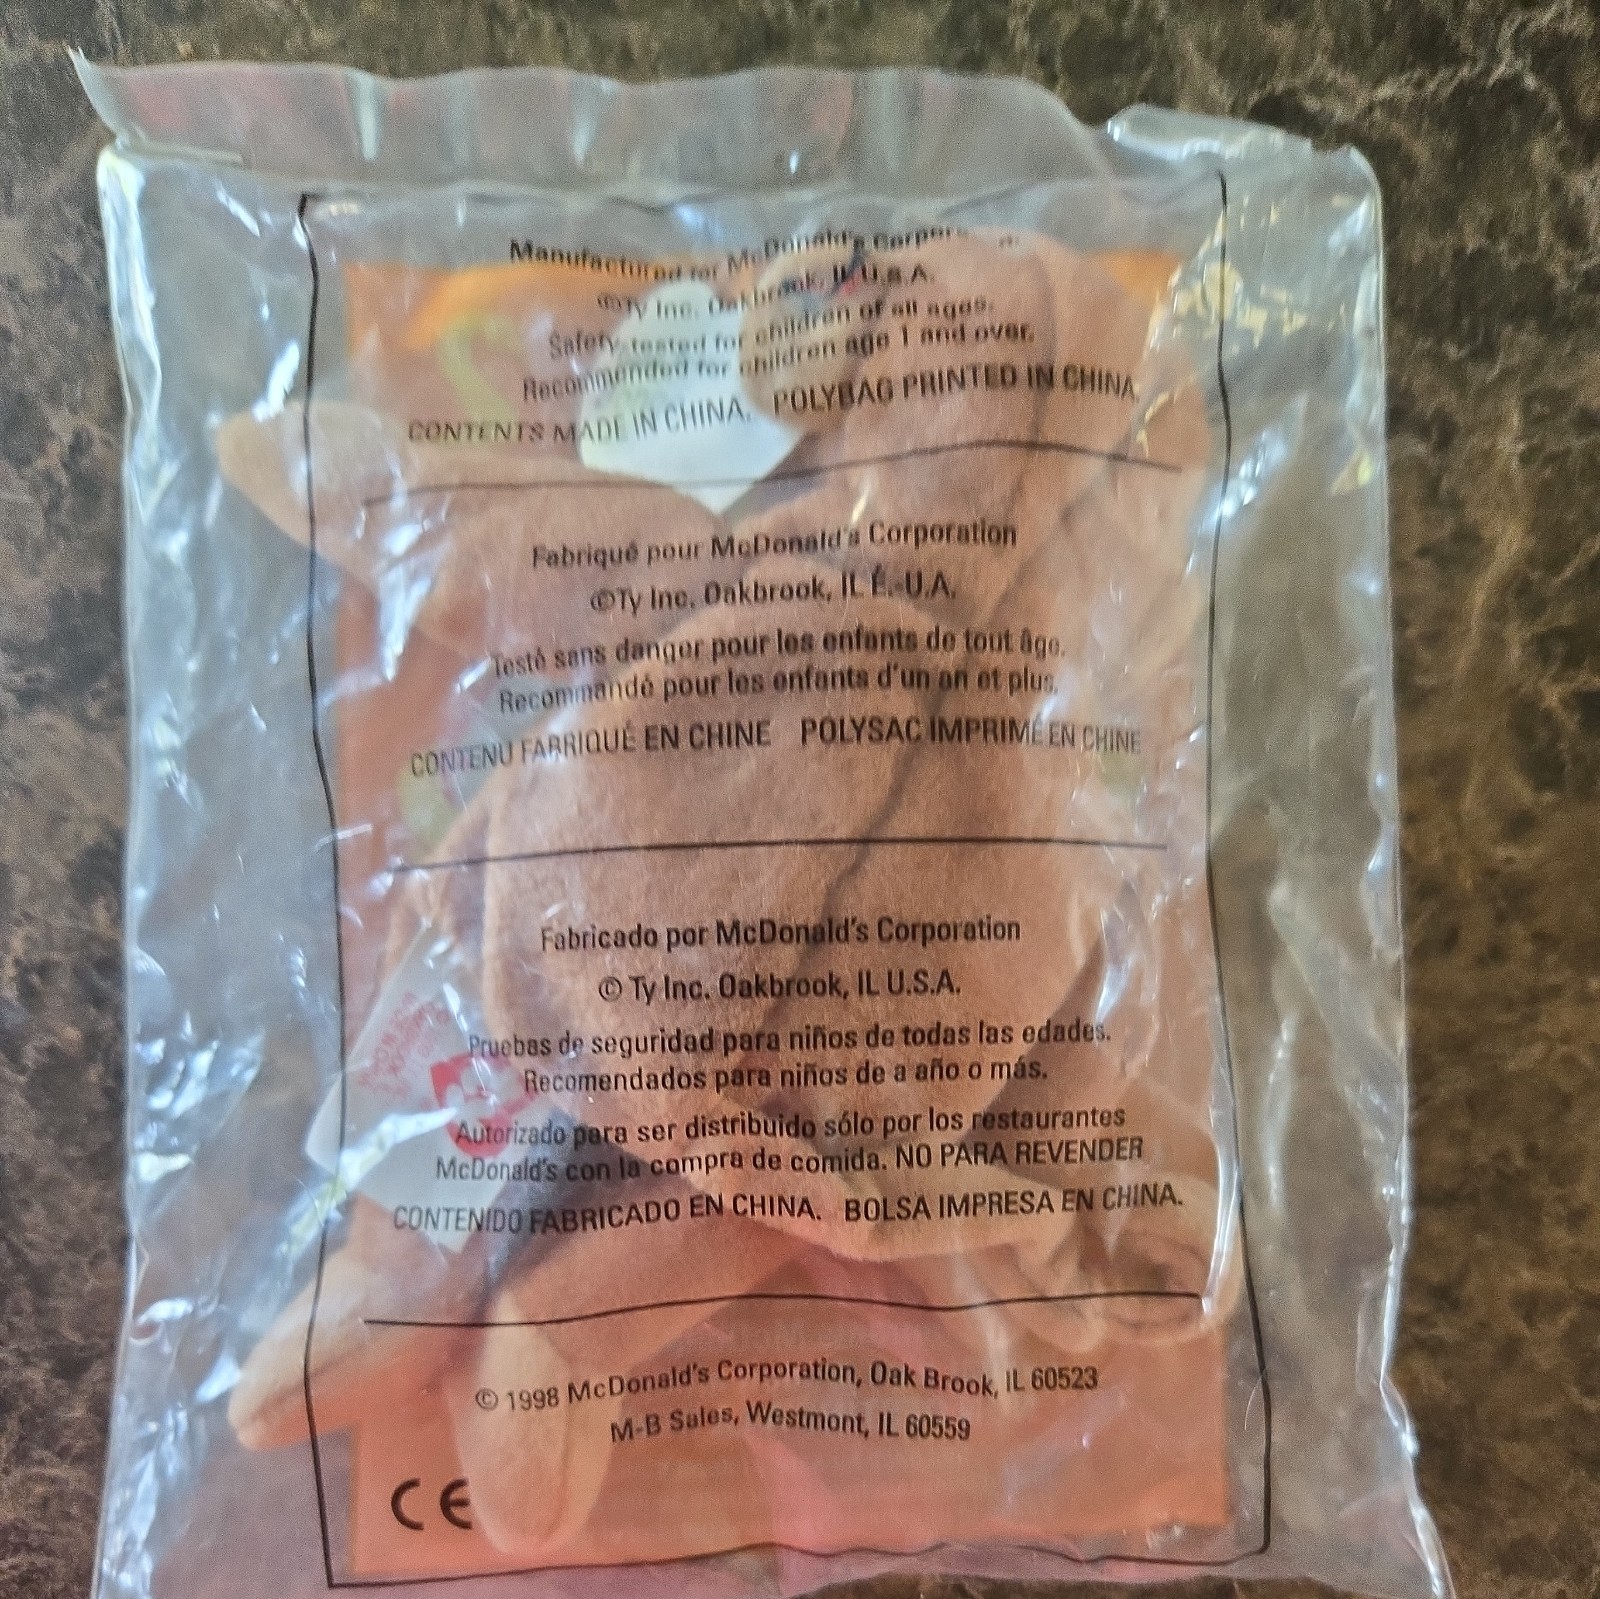 Manufactured for McDonald's
©Ty Inc. Oakbrook, IL U.S.A.
Safety tested for children of all ages.
Recommended for children age 1 and over.
CONTENTS MADE IN CHINA. POLYBAG PRINTED IN CHINA
Fabriqué pour McDonald's Corporation
©Ty Inc. Oakbrook, IL É.-U.A.
Testé sans danger pour les enfants de tout âge.
Recommandé pour les enfants d'un an et plus.
CONTENU FABRIQUÉ EN CHINE POLYSAC IMPRIMÉ EN CHINE
Fabricado por McDonald's Corporation
© Ty Inc. Oakbrook, IL U.S.A.
Pruebas de seguridad para niños de todas las edades.
Recomendados para niños de a año o más.
Autorizado para ser distribuido sólo por los restaurantes
McDonald's con la compra de comida. NO PARA REVENDER
CONTENIDO FABRICADO EN CHINA. BOLSA IMPRESA EN CHINA.
© 1998 McDonald's Corporation, Oak Brook, IL 60523
M-B Sales, Westmont, IL 60559
CE